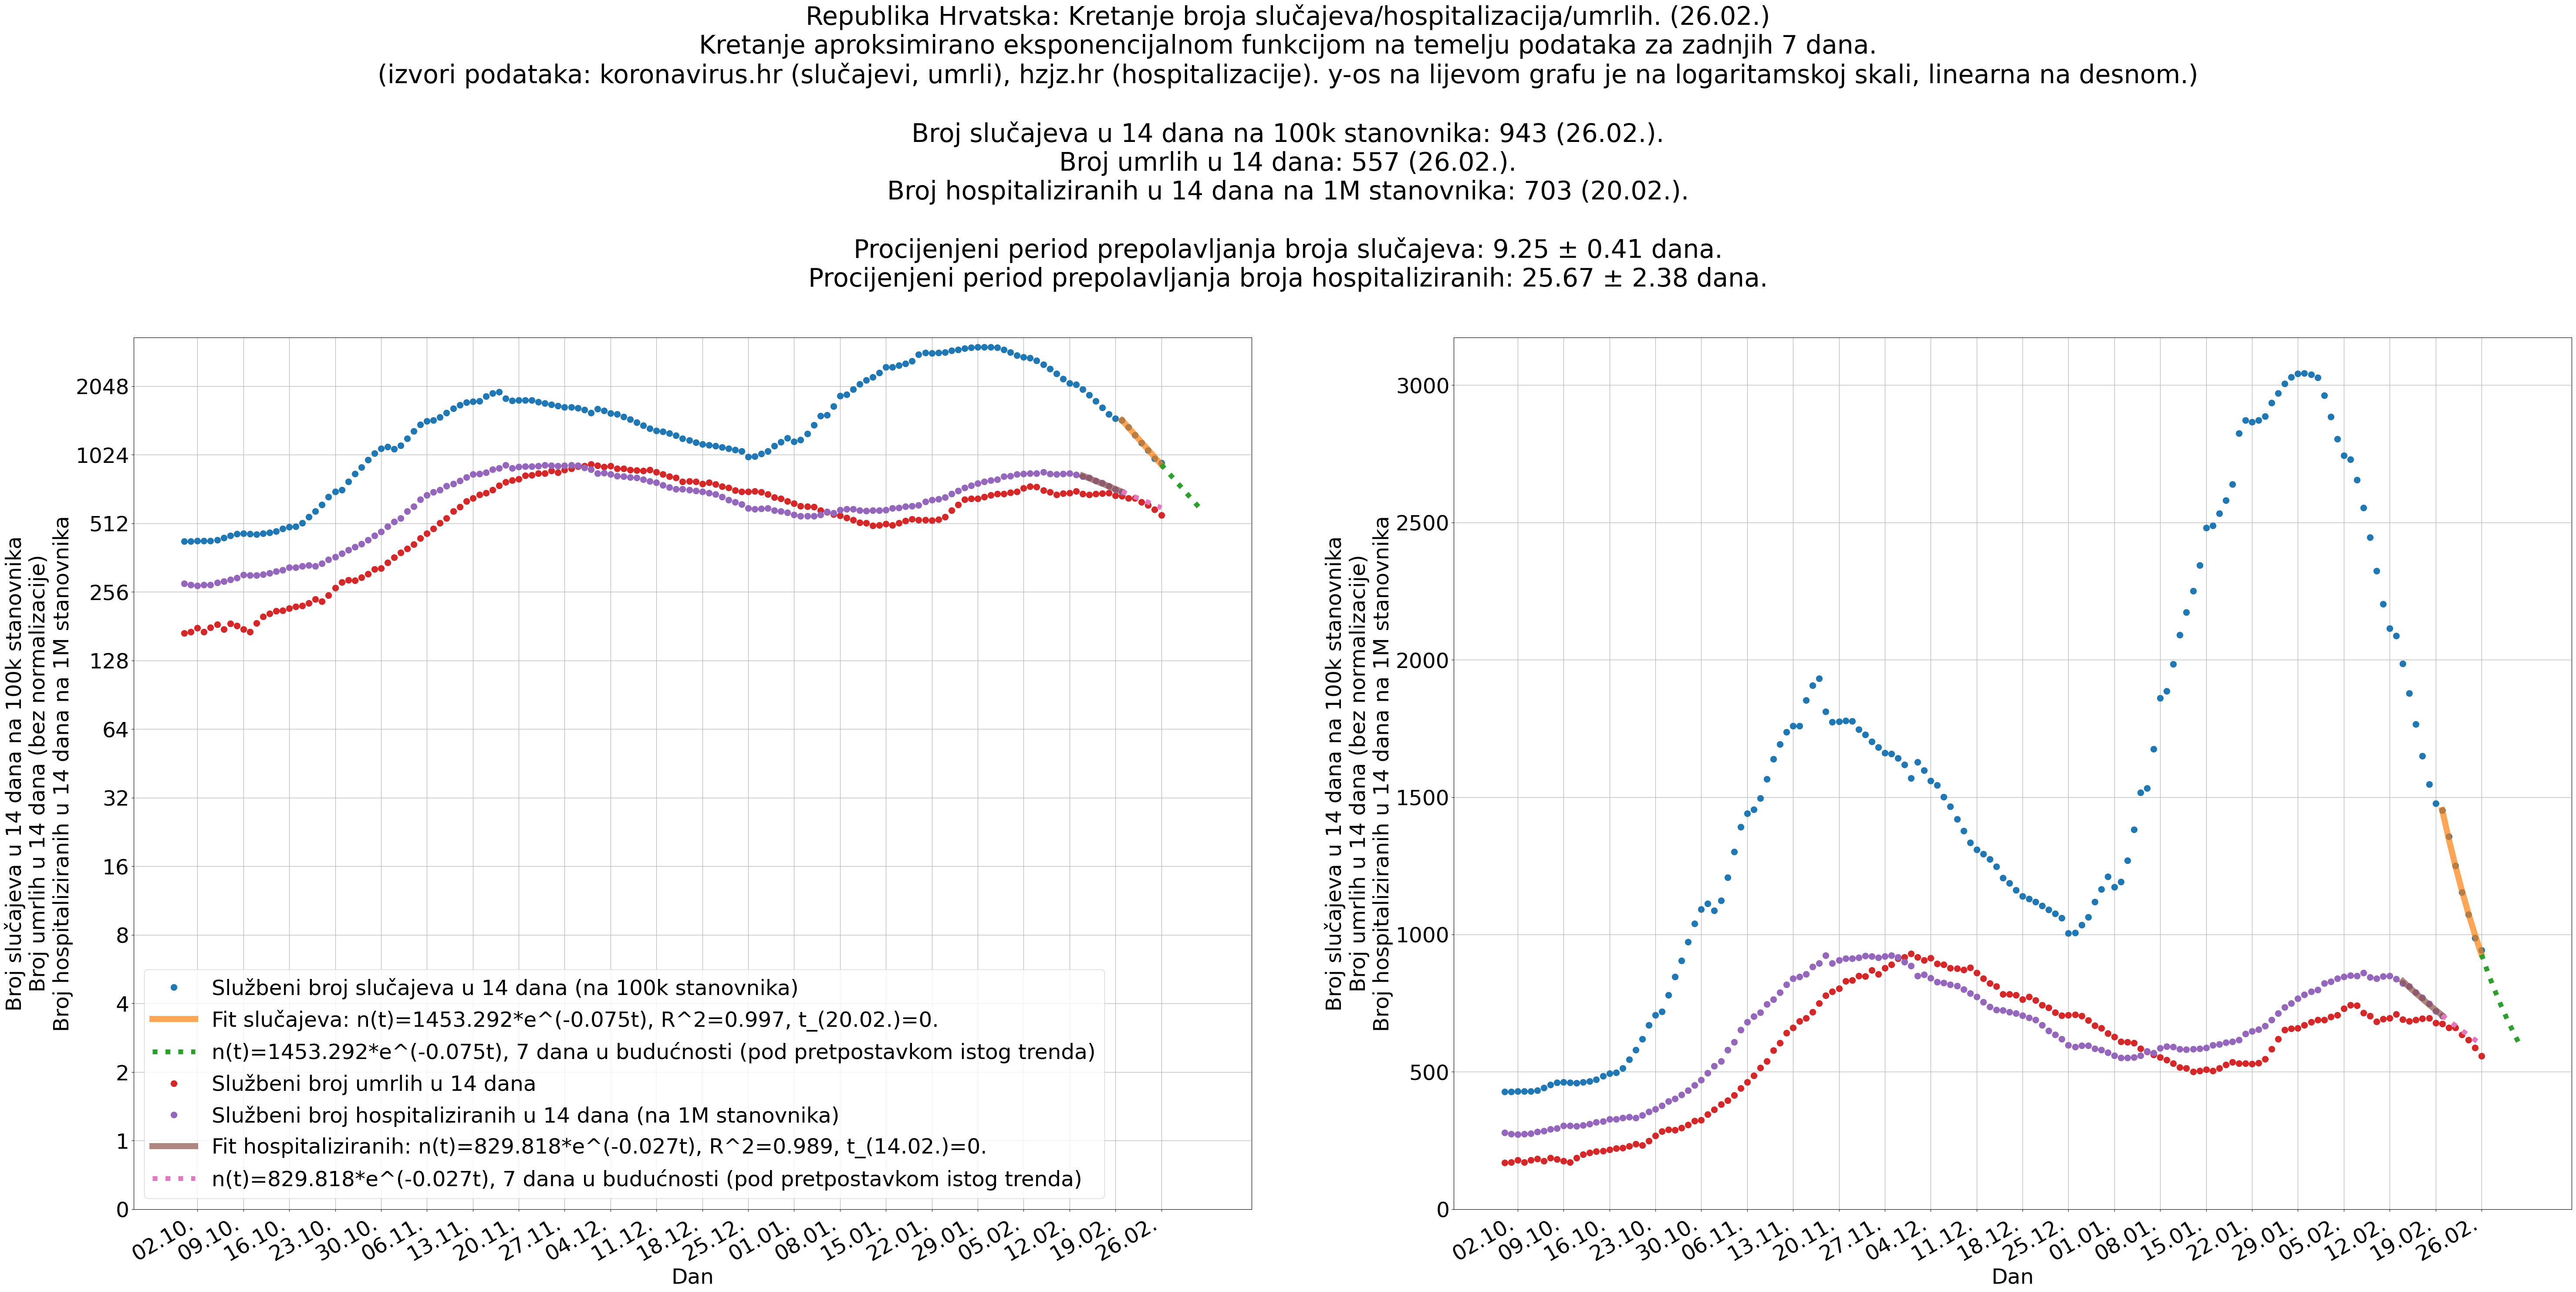 Republika Hrvatska: Kretanje broja slučajeva/hospitalizacija/umrlih. (26.02.)
Kretanje aproksimirano eksponencijalnom funkcijom na temelju podataka za zadnjih 7 dana.
(izvori podataka: koronavirus.hr (slučajevi, umrli), hzjz.hr (hospitalizacije). y-os na lijevom grafu je na logaritamskoj skali, linearna na desnom.)
Broj slučajeva u 14 dana na 100k stanovnika: 943 (26.02.).
Broj umrlih u 14 dana: 557 (26.02.).
Broj hospitaliziranih u 14 dana na 1M stanovnika: 703 (20.02.).
Procijenjeni period prepolavljanja broja slučajeva: 9.25 ± 0.41 dana.
Procijenjeni period prepolavljanja broja hospitaliziranih: 25.67 ± 2.38 dana.
Broj slučajeva u 14 dana na 100k stanovnika
Broj umrlih u 14 dana (bez normalizacije)
Broj hospitaliziranih u 14 dana na 1M stanovnika
2048
1024
512
256
128
64
32
16
8
4
2
1
0
Službeni broj slučajeva u 14 dana (na 100k stanovnika)
Fit slučajeva: n(t)=1453.292*e^(-0.075t), R^2=0.997, t_(20.02.)=0.
n(t)=1453.292*e^(-0.075t), 7 dana u budućnosti (pod pretpostavkom istog trenda)
Službeni broj umrlih u 14 dana
Službeni broj hospitaliziranih u 14 dana (na 1M stanovnika)
Fit hospitaliziranih: n(t)=829.818*e^(-0.027t), R^2=0.989, t_(14.02.)=0.
n(t)=829.818*e^(-0.027t), 7 dana u budućnosti (pod pretpostavkom istog trenda)
02.10. 09.10. 16.10. 23.10. 30.10. 06.11. 13.11. 20.11. 27.11. 04.12. 11.12. 18.12. 25.12. 01.01. 08.01. 15.01. 22.01. 29.01. 05.02. 12.02. 19.02. 26.02.
Dan
Broj slučajeva u 14 dana na 100k stanovnika
Broj umrlih u 14 dana (bez normalizacije)
Broj hospitaliziranih u 14 dana na 1M stanovnika
3000
2500
2000
1500
1000
500
0
02.10. 09.10. 16.10. 23.10. 30.10. 06.11. 13.11. 20.11. 27.11. 04.12. 11.12. 18.12. 25.12. 01.01. 08.01. 15.01. 22.01. 29.01. 05.02. 12.02. 19.02. 26.02.
Dan